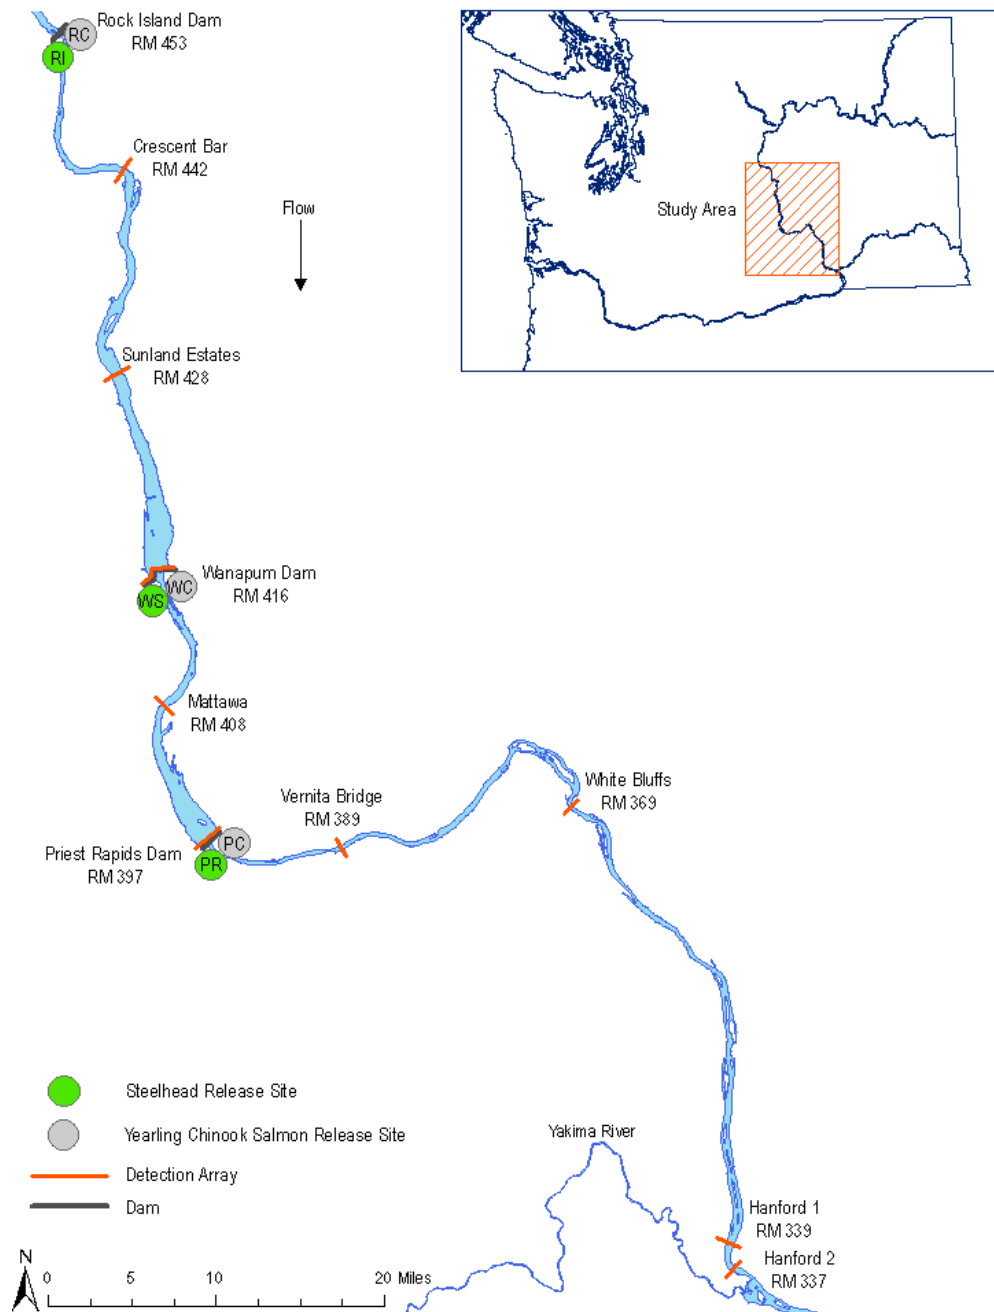 Rock Island Dam
RM 453
RC
RI
Crescent Bar
RM 442
Flow
Study Area
Sunland Estates
RM 428
Wanapum Dam
RM 416
WC
WS
Mattawa
RM 408
White Bluffs
RM 369
Vernita Bridge
RM 389
PC
Priest Rapids Dam
RM 397
PR
Steelhead Release Site
Yearling Chinook Salmon Release Site
Detection Array
Dam
Yakima River
Hanford 1
RM 339
Hanford 2
RM 337
N
0 5 10 20 Miles